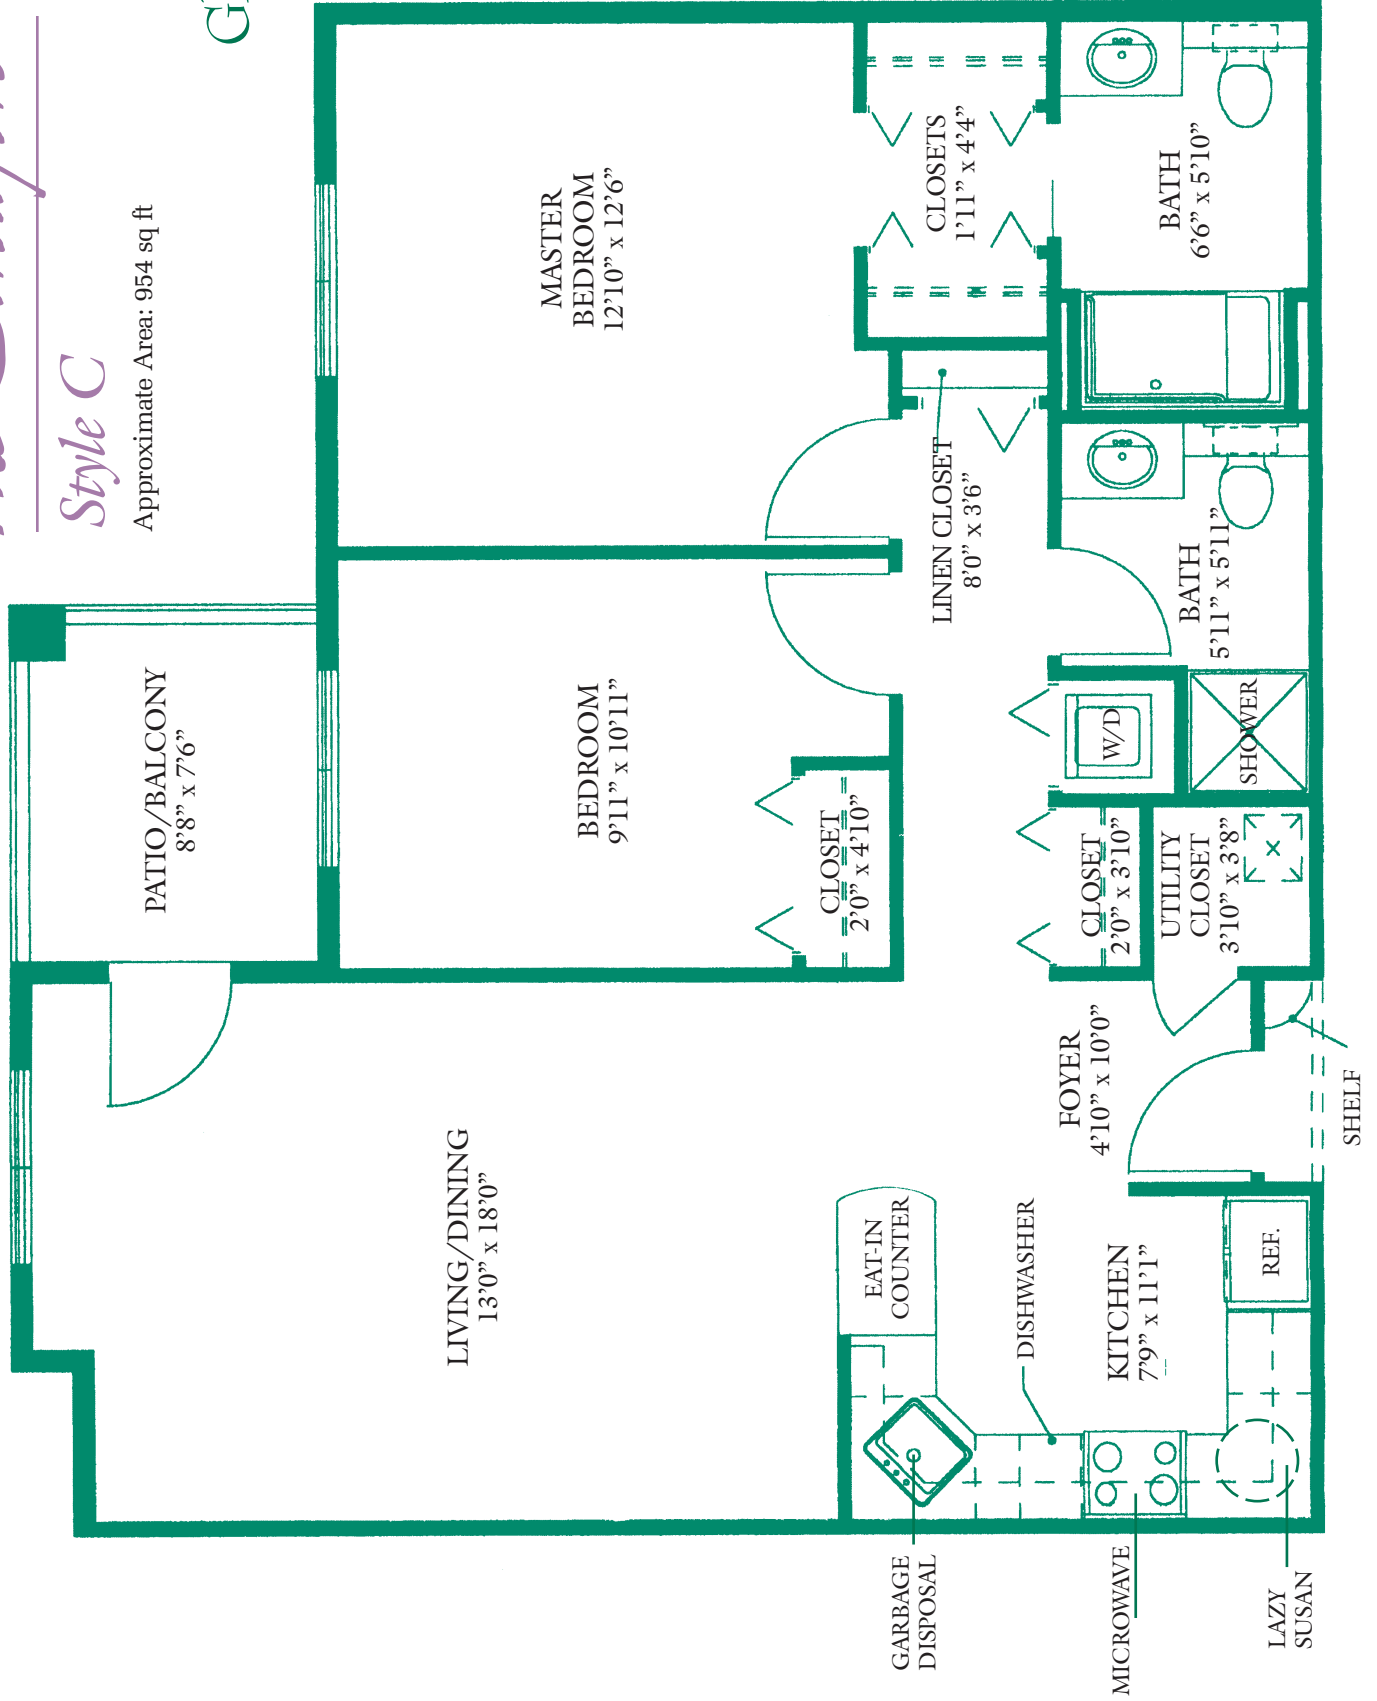 Style C
Approximate Area: 954 sq ft
PATIO/BALCONY
8’8” x 7’6”
MASTER
BEDROOM
12’10” x 12’6”
BEDROOM
9’11” x 10’11”
LIVING/DINING
13’0” x 18’0”
CLOSETS
1’11” x 4’4”
BATH
6’6” x 5’10”
LINEN CLOSET
8’0” x 3’6”
BATH
5’11” x 5’11”
CLOSET
2’0” x 4’10”
W/D
SHOWER
CLOSET
2’0” x 3’10”
UTILITY
CLOSET
3’10” x 3’8”
FOYER
4’10” x 10’0”
SHELF
EAT-IN
COUNTER
DISHWASHER
KITCHEN
7’9” x 11’1”
REF.
GARBAGE
DISPOSAL
MICROWAVE
LAZY
SUSAN